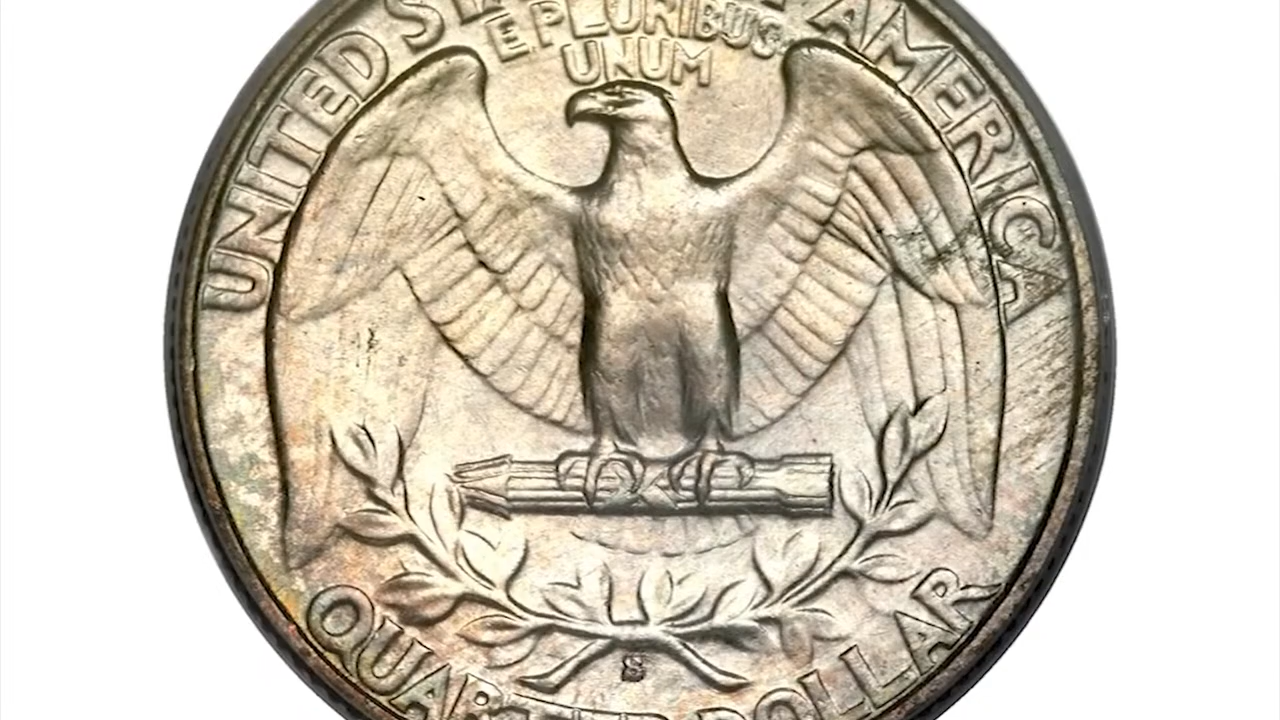 UNITED STATES OF AMERICA
E PLURIBUS
UNUM
S
QUARTER DOLLAR